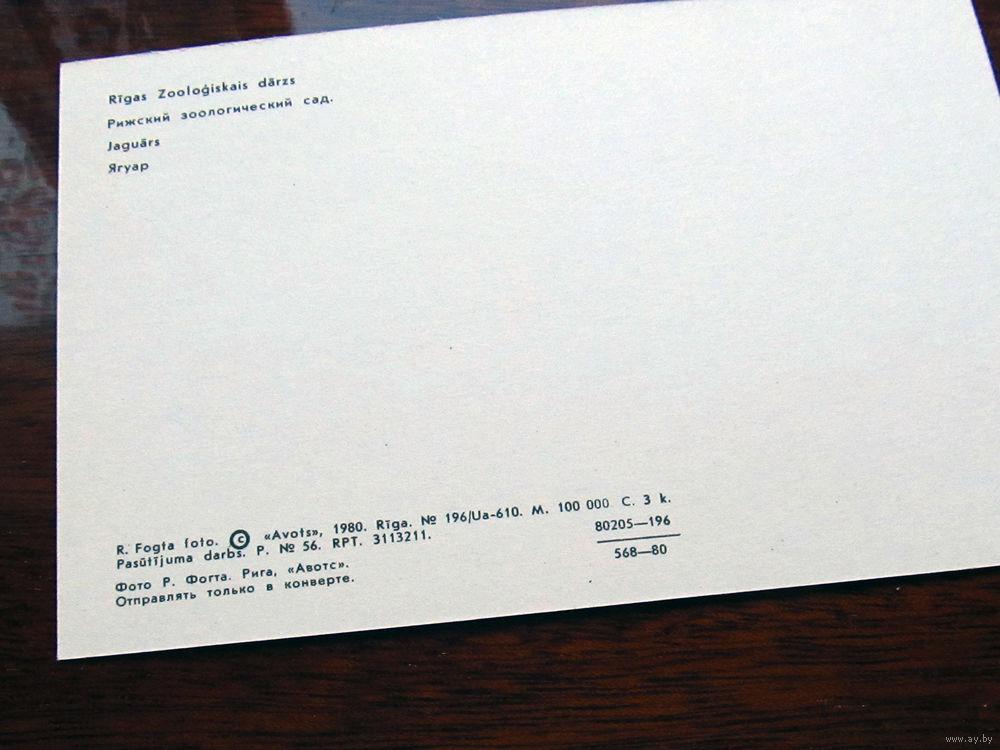 Rīgas Zooloģiskais dārzs
Рижский зоологический сад.
Jaguārs
Ягуар
R. Fogta foto. © «Avots», 1980. Rīga. № 196/Ua-610. M. 100 000 C. 3 k.
Pasūtījuma darbs. P. № 56. RPT. 3113211.
80205—196
568—80
Фото Р. Фогта. Рига, «Авотс».
Отправлять только в конверте.
www.ay.by